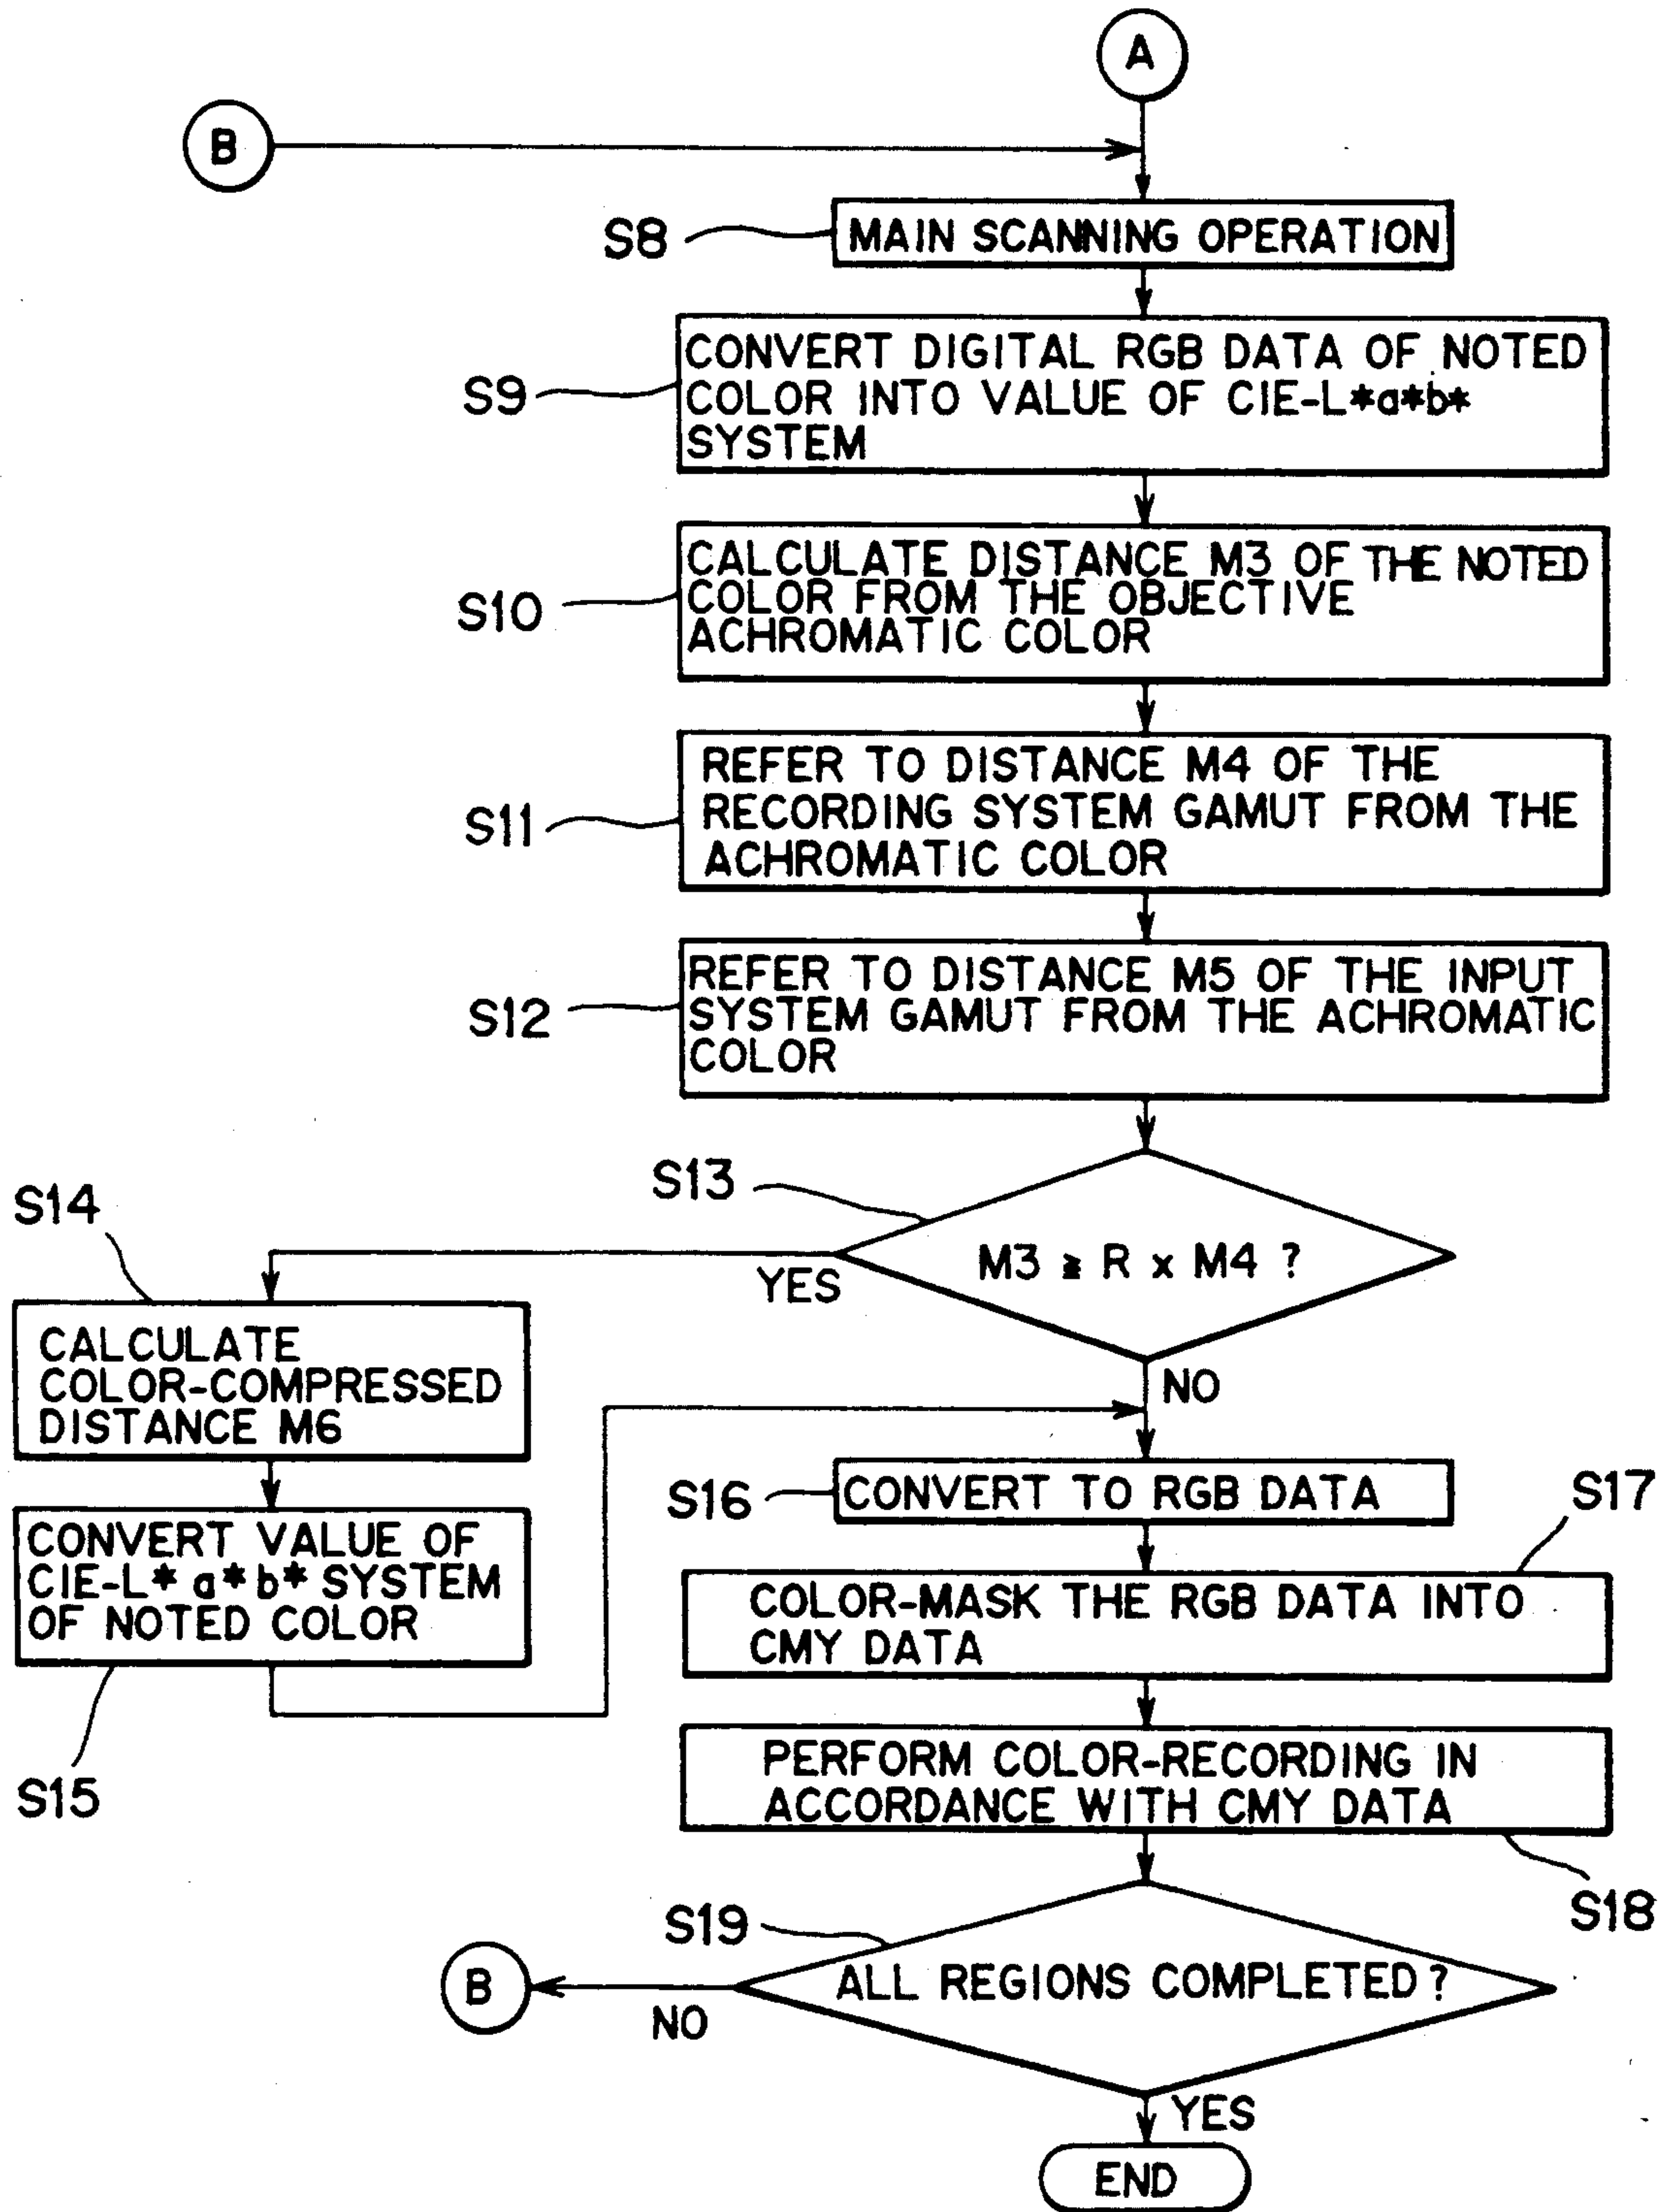 A
B
S8
MAIN SCANNING OPERATION
S9
CONVERT DIGITAL RGB DATA OF NOTED
COLOR INTO VALUE OF CIE-L*a*b*
SYSTEM
S10
CALCULATE DISTANCE M3 OF THE NOTED
COLOR FROM THE OBJECTIVE
ACHROMATIC COLOR
S11
REFER TO DISTANCE M4 OF THE
RECORDING SYSTEM GAMUT FROM THE
ACHROMATIC COLOR
S12
REFER TO DISTANCE M5 OF THE INPUT
SYSTEM GAMUT FROM THE ACHROMATIC
COLOR
S13
M3 ≧ R x M4 ?
YES
NO
S14
CALCULATE
COLOR-COMPRESSED
DISTANCE M6
CONVERT VALUE OF
CIE-L* a* b* SYSTEM
OF NOTED COLOR
S15
S16
CONVERT TO RGB DATA
S17
COLOR-MASK THE RGB DATA INTO
CMY DATA
PERFORM COLOR-RECORDING IN
ACCORDANCE WITH CMY DATA
S18
S19
ALL REGIONS COMPLETED ?
B
NO
YES
END